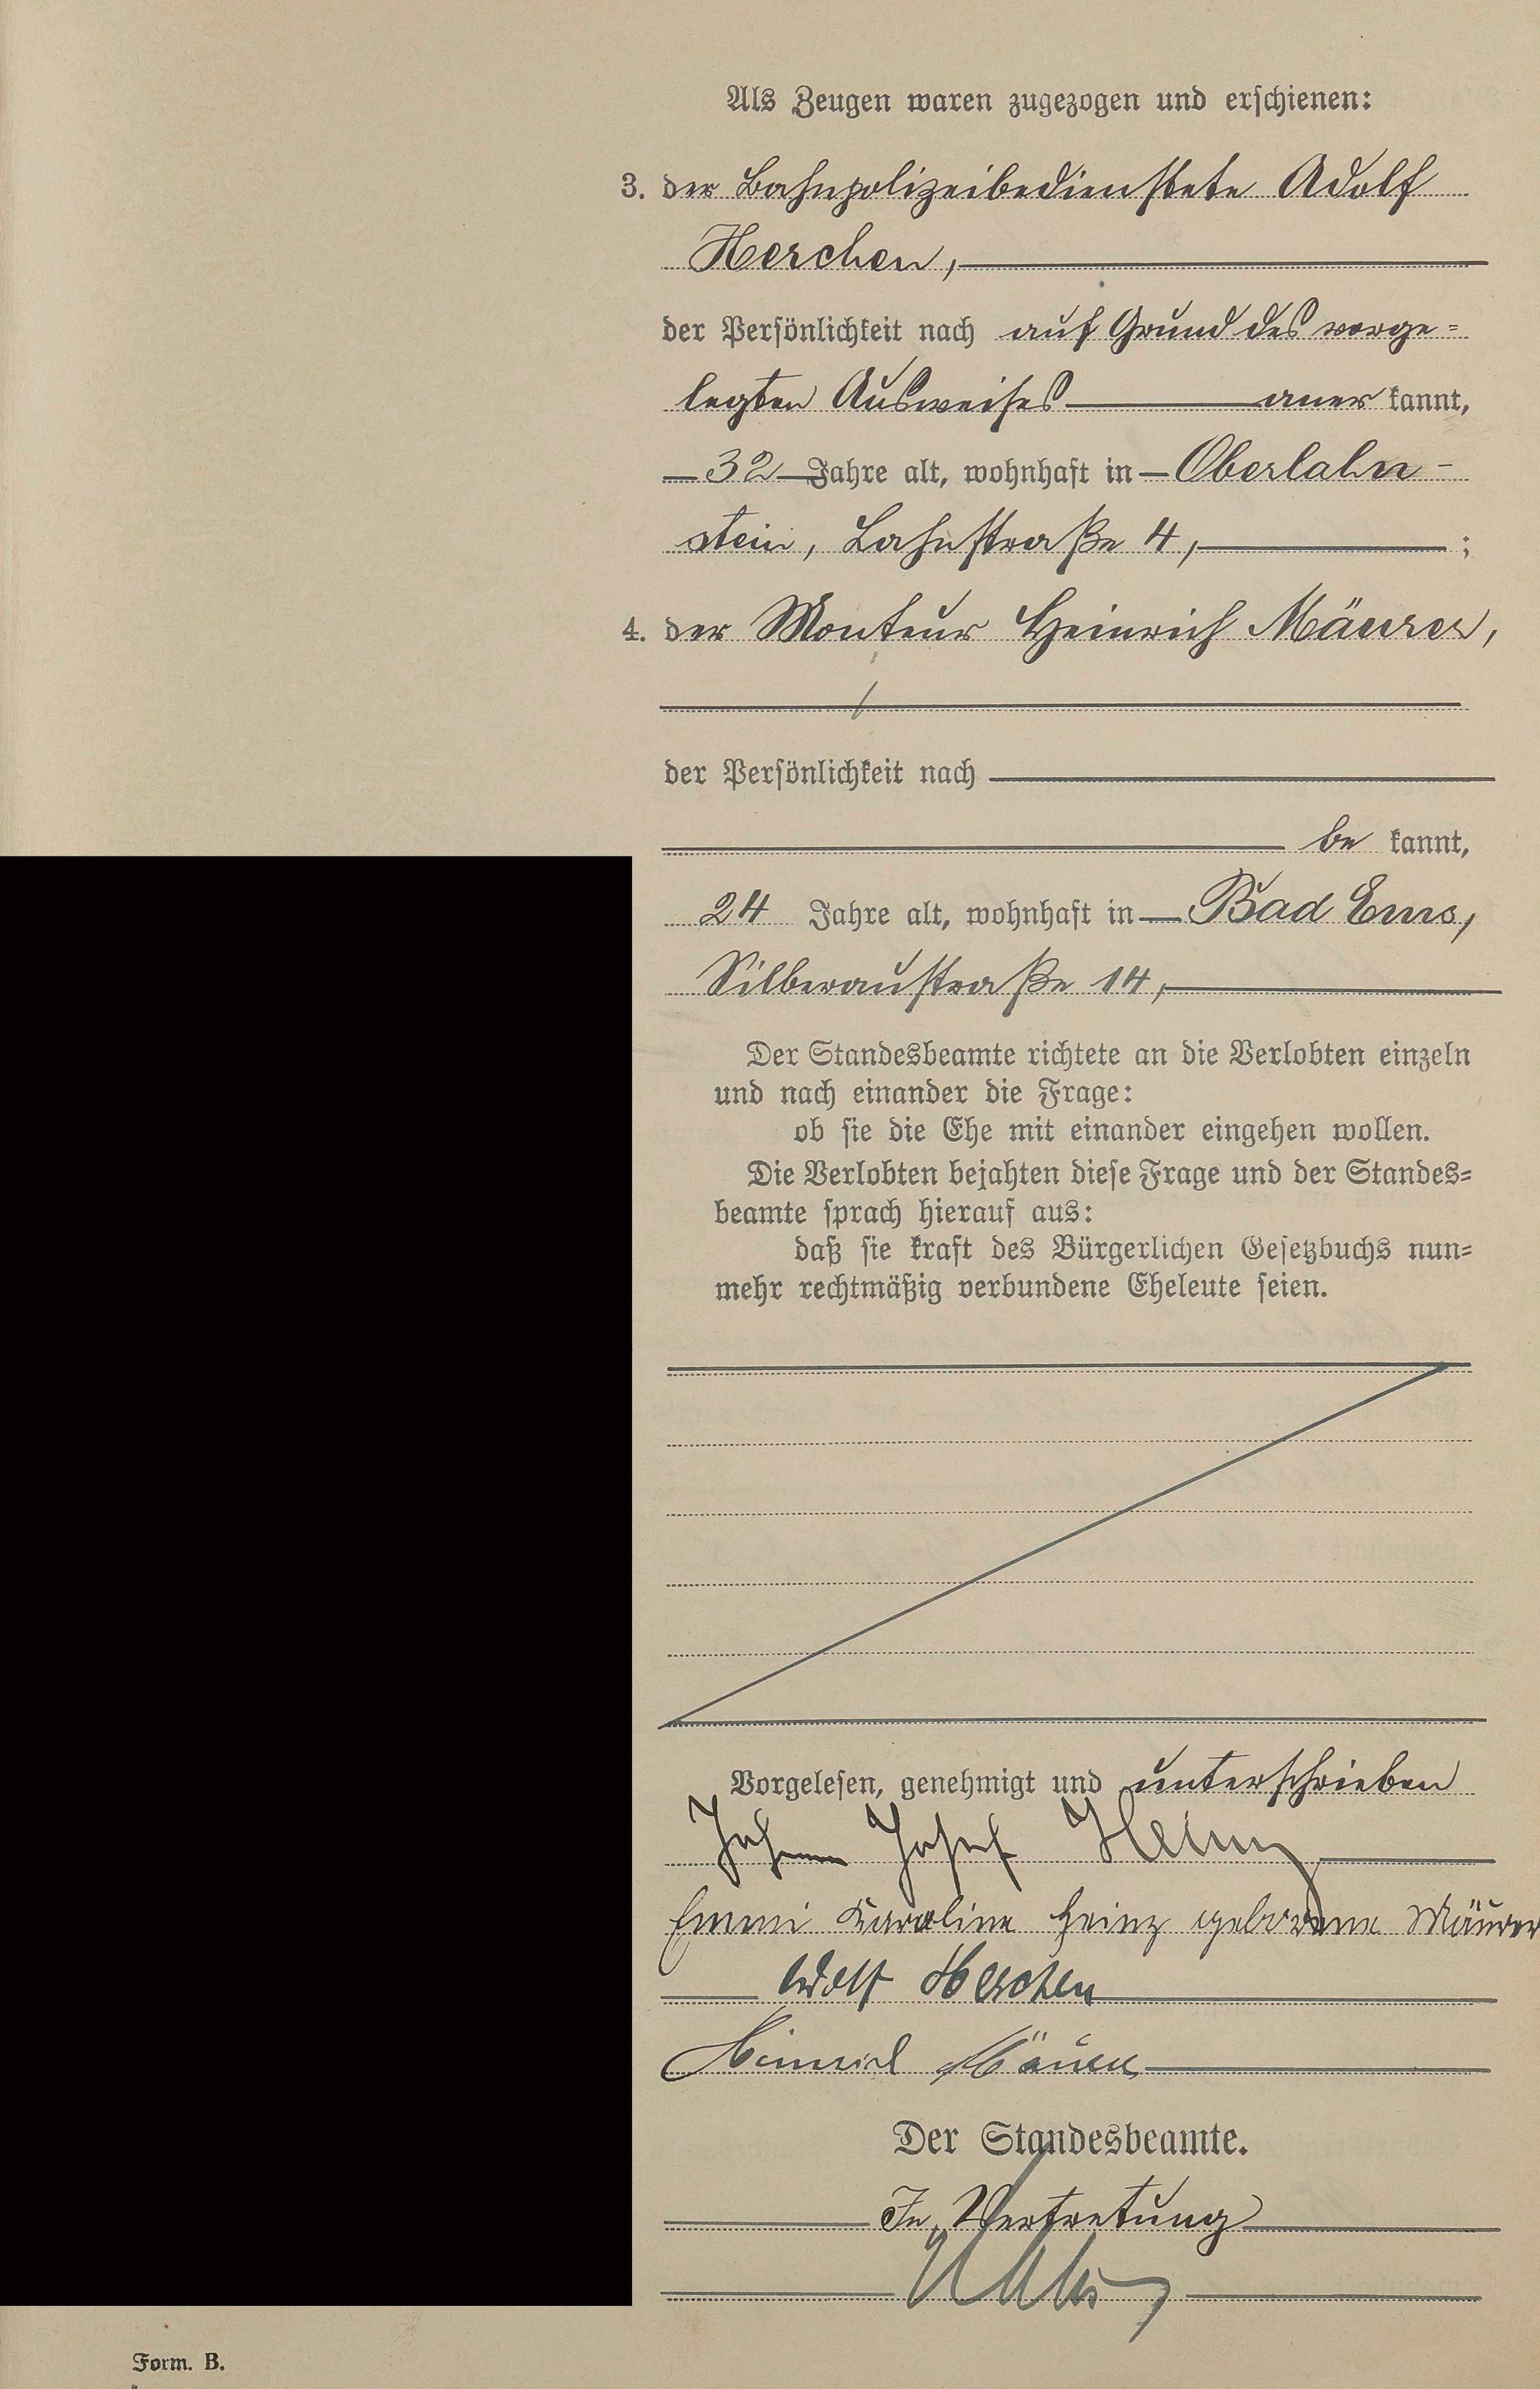 Als Zeugen waren zugezogen und erschienen:
3. der Bahnpolizeibedienstete Adolf
Herchen,
der Persönlichkeit nach auf Grund des vorge=
legten Ausweises anerkannt,
32 Jahre alt, wohnhaft in Oberlahn-
stein, Lahnstraße 4, ;
4. der Monteur Heinrich Mäurer,
der Persönlichkeit nach
be kannt,
24 Jahre alt, wohnhaft in Bad Ems,
Silberaustraße 14,
Der Standesbeamte richtete an die Verlobten einzeln
und nach einander die Frage:
ob sie die Ehe mit einander eingehen wollen.
Die Verlobten bejahten diese Frage und der Standes=
beamte sprach hierauf aus:
daß sie kraft des Bürgerlichen Gesetzbuchs nun=
mehr rechtmäßig verbundene Eheleute seien.
Vorgelesen, genehmigt und unterschrieben
Johann Josef Heinz
Emmi Karoline Heinz geborene Mäurer
Adolf Herchen
Heinrich Mäurer
Der Standesbeamte.
In Vertretung
Form. B.